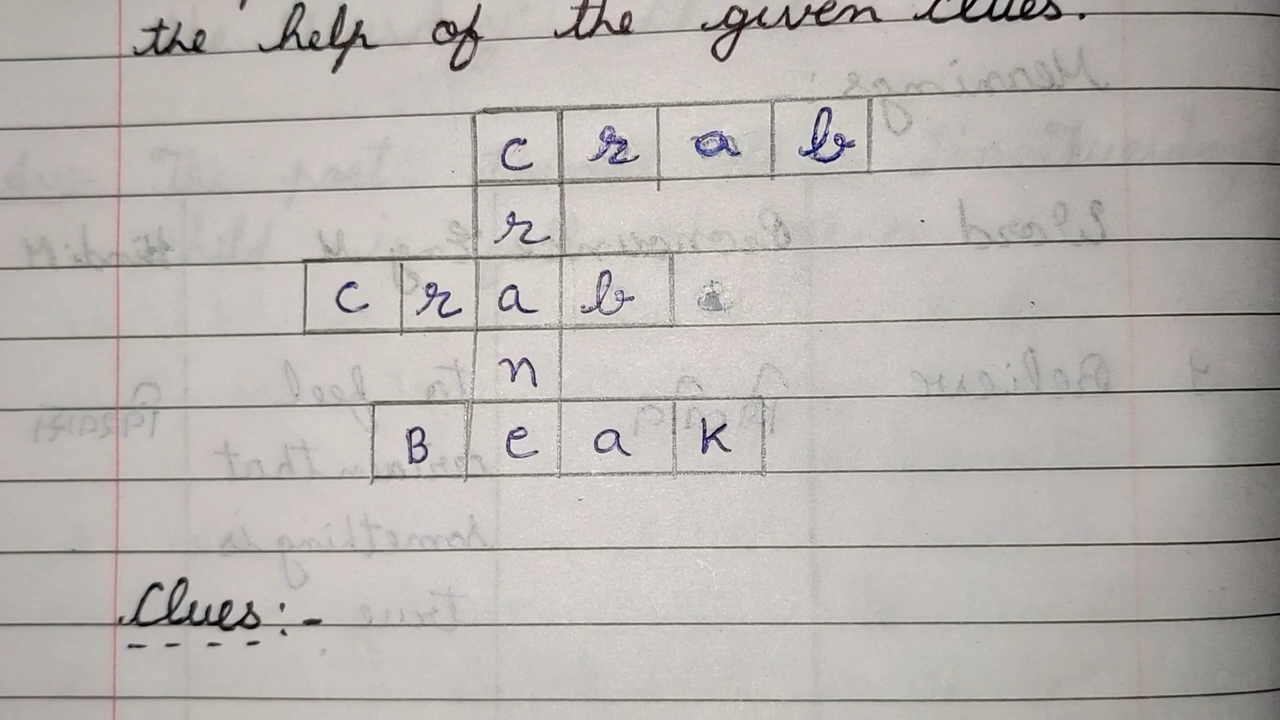 the help of the given clues.
c r a b
r
c r a b
n
B e a k
Clues:-